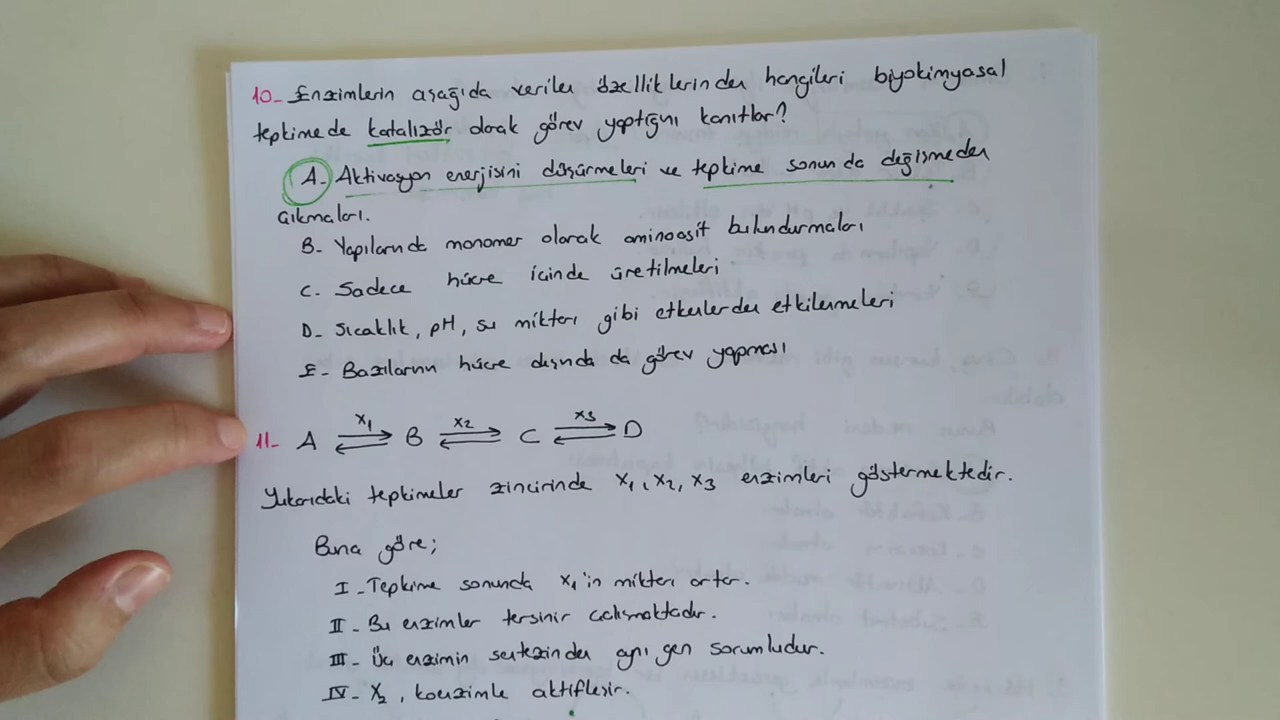 10- Enzimlerin aşağıda verilen özelliklerinden hangileri biyokimyasal
tepkimede katalizör olarak görev yaptığını kanıtlar?
A- Aktivasyon enerjisini düşürmeleri ve tepkime sonunda değişmeden
çıkmaları.
B- Yapılarında monomer olarak aminoasit bulundurmaları
C. Sadece hücre içinde üretilmeleri
D- Sıcaklık, pH, su miktarı gibi etkenlerden etkilenmeleri
E- Bazılarının hücre dışında da görev yapması
11- A X1 B X2 C X3 D
Yukarıdaki tepkimeler zincirinde X1, X2, X3 enzimleri göstermektedir.
Buna göre;
I- Tepkime sonunda X1'in miktarı artar.
II- Bu enzimler tersinir çalışmaktadır.
III- Üç enzimin sentezinden aynı gen sorumludur.
IV- X2, koenzimle aktifleşir.